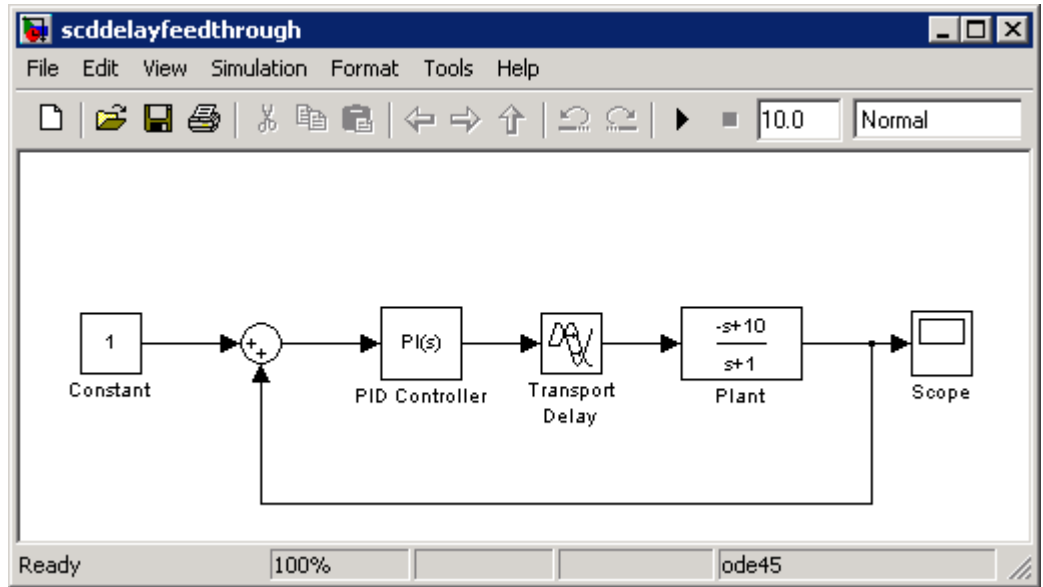 scddelayfeedthrough
File Edit View Simulation Format Tools Help
10.0 Normal
1
Constant
+
+
PI(s)
PID Controller
Transport
Delay
-s+10
s+1
Plant
Scope
Ready 100% ode45